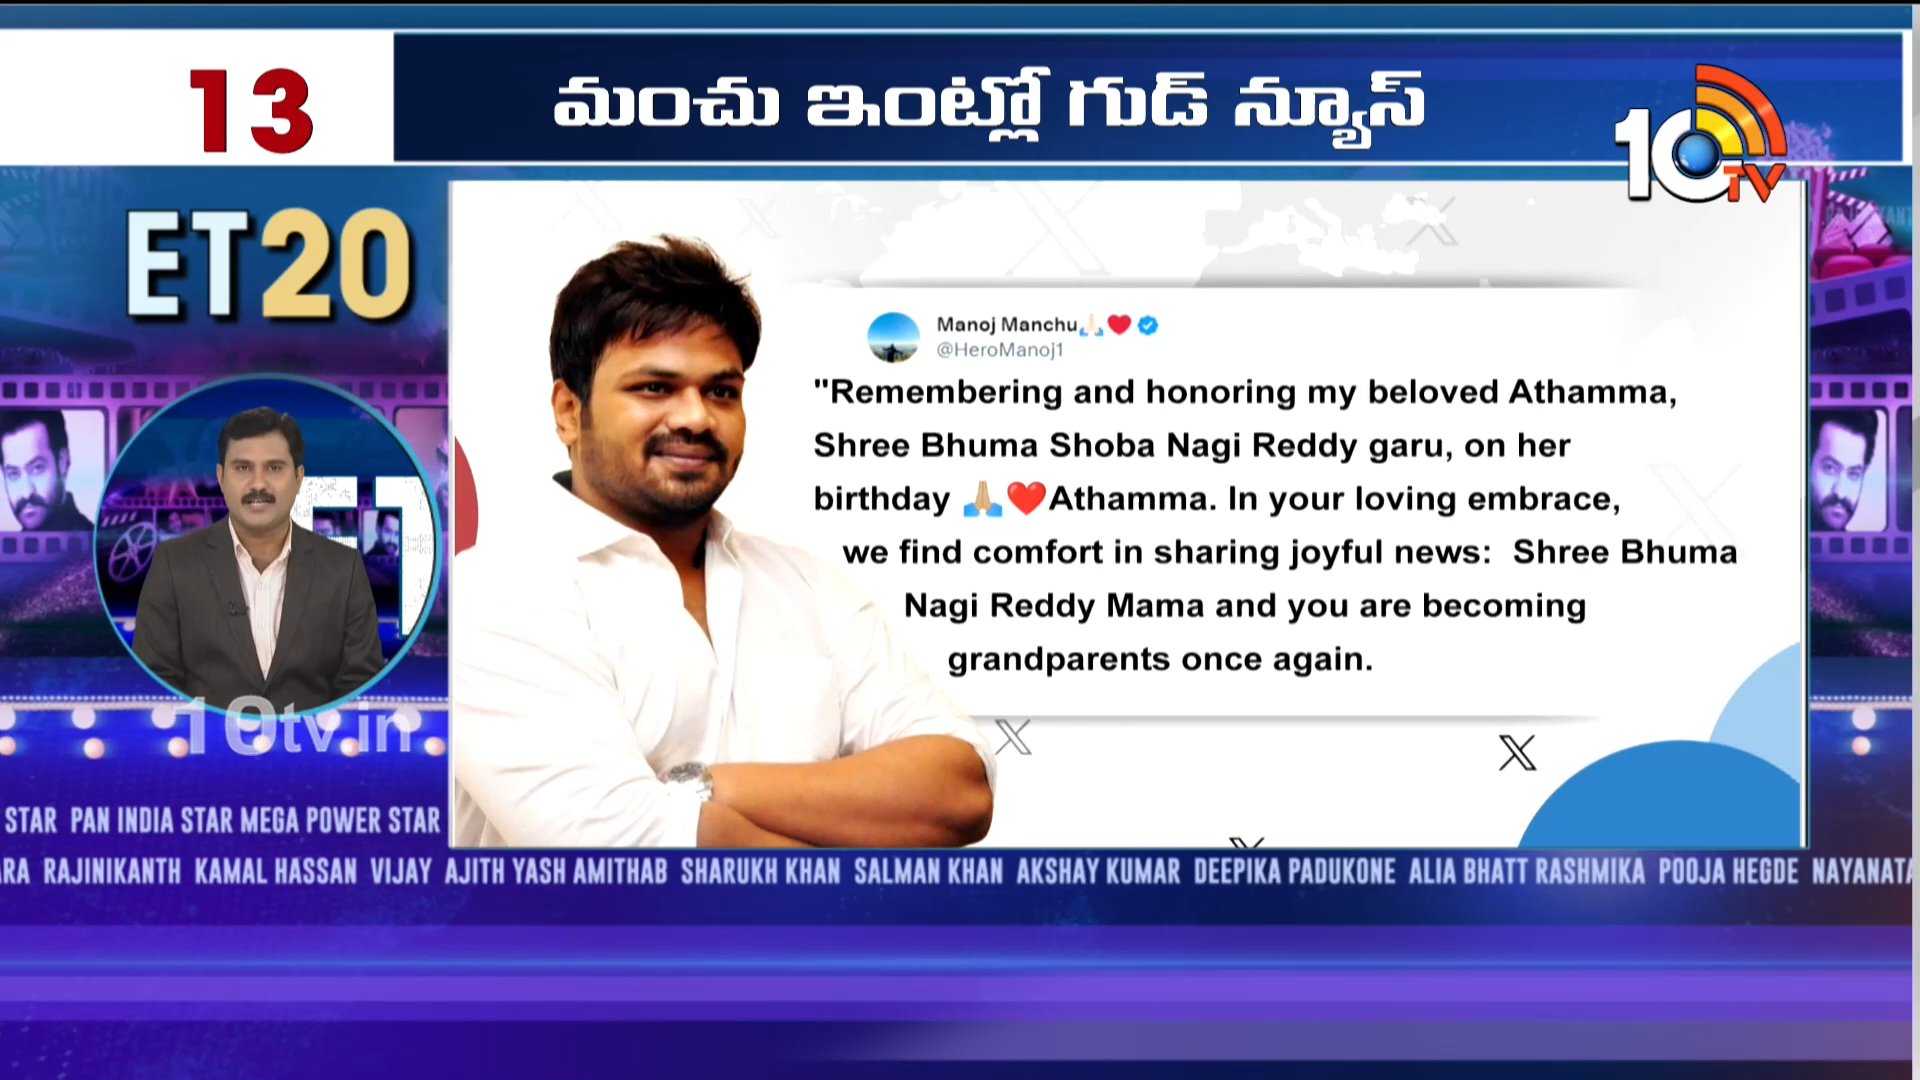 13
మంచు ఇంట్లో గుడ్ న్యూస్
10TV
ET20
Manoj Manchu🙏🏻❤️
@HeroManoj1
"Remembering and honoring my beloved Athamma,
Shree Bhuma Shoba Nagi Reddy garu, on her
birthday 🙏🏼❤️Athamma. In your loving embrace,
we find comfort in sharing joyful news: Shree Bhuma
Nagi Reddy Mama and you are becoming
grandparents once again.
10tv.in
STAR PAN INDIA STAR MEGA POWER STAR
RAJINIKANTH KAMAL HASSAN VIJAY AJITH YASH AMITHAB SHARUKH KHAN SALMAN KHAN AKSHAY KUMAR DEEPIKA PADUKONE ALIA BHATT RASHMIKA POOJA HEGDE